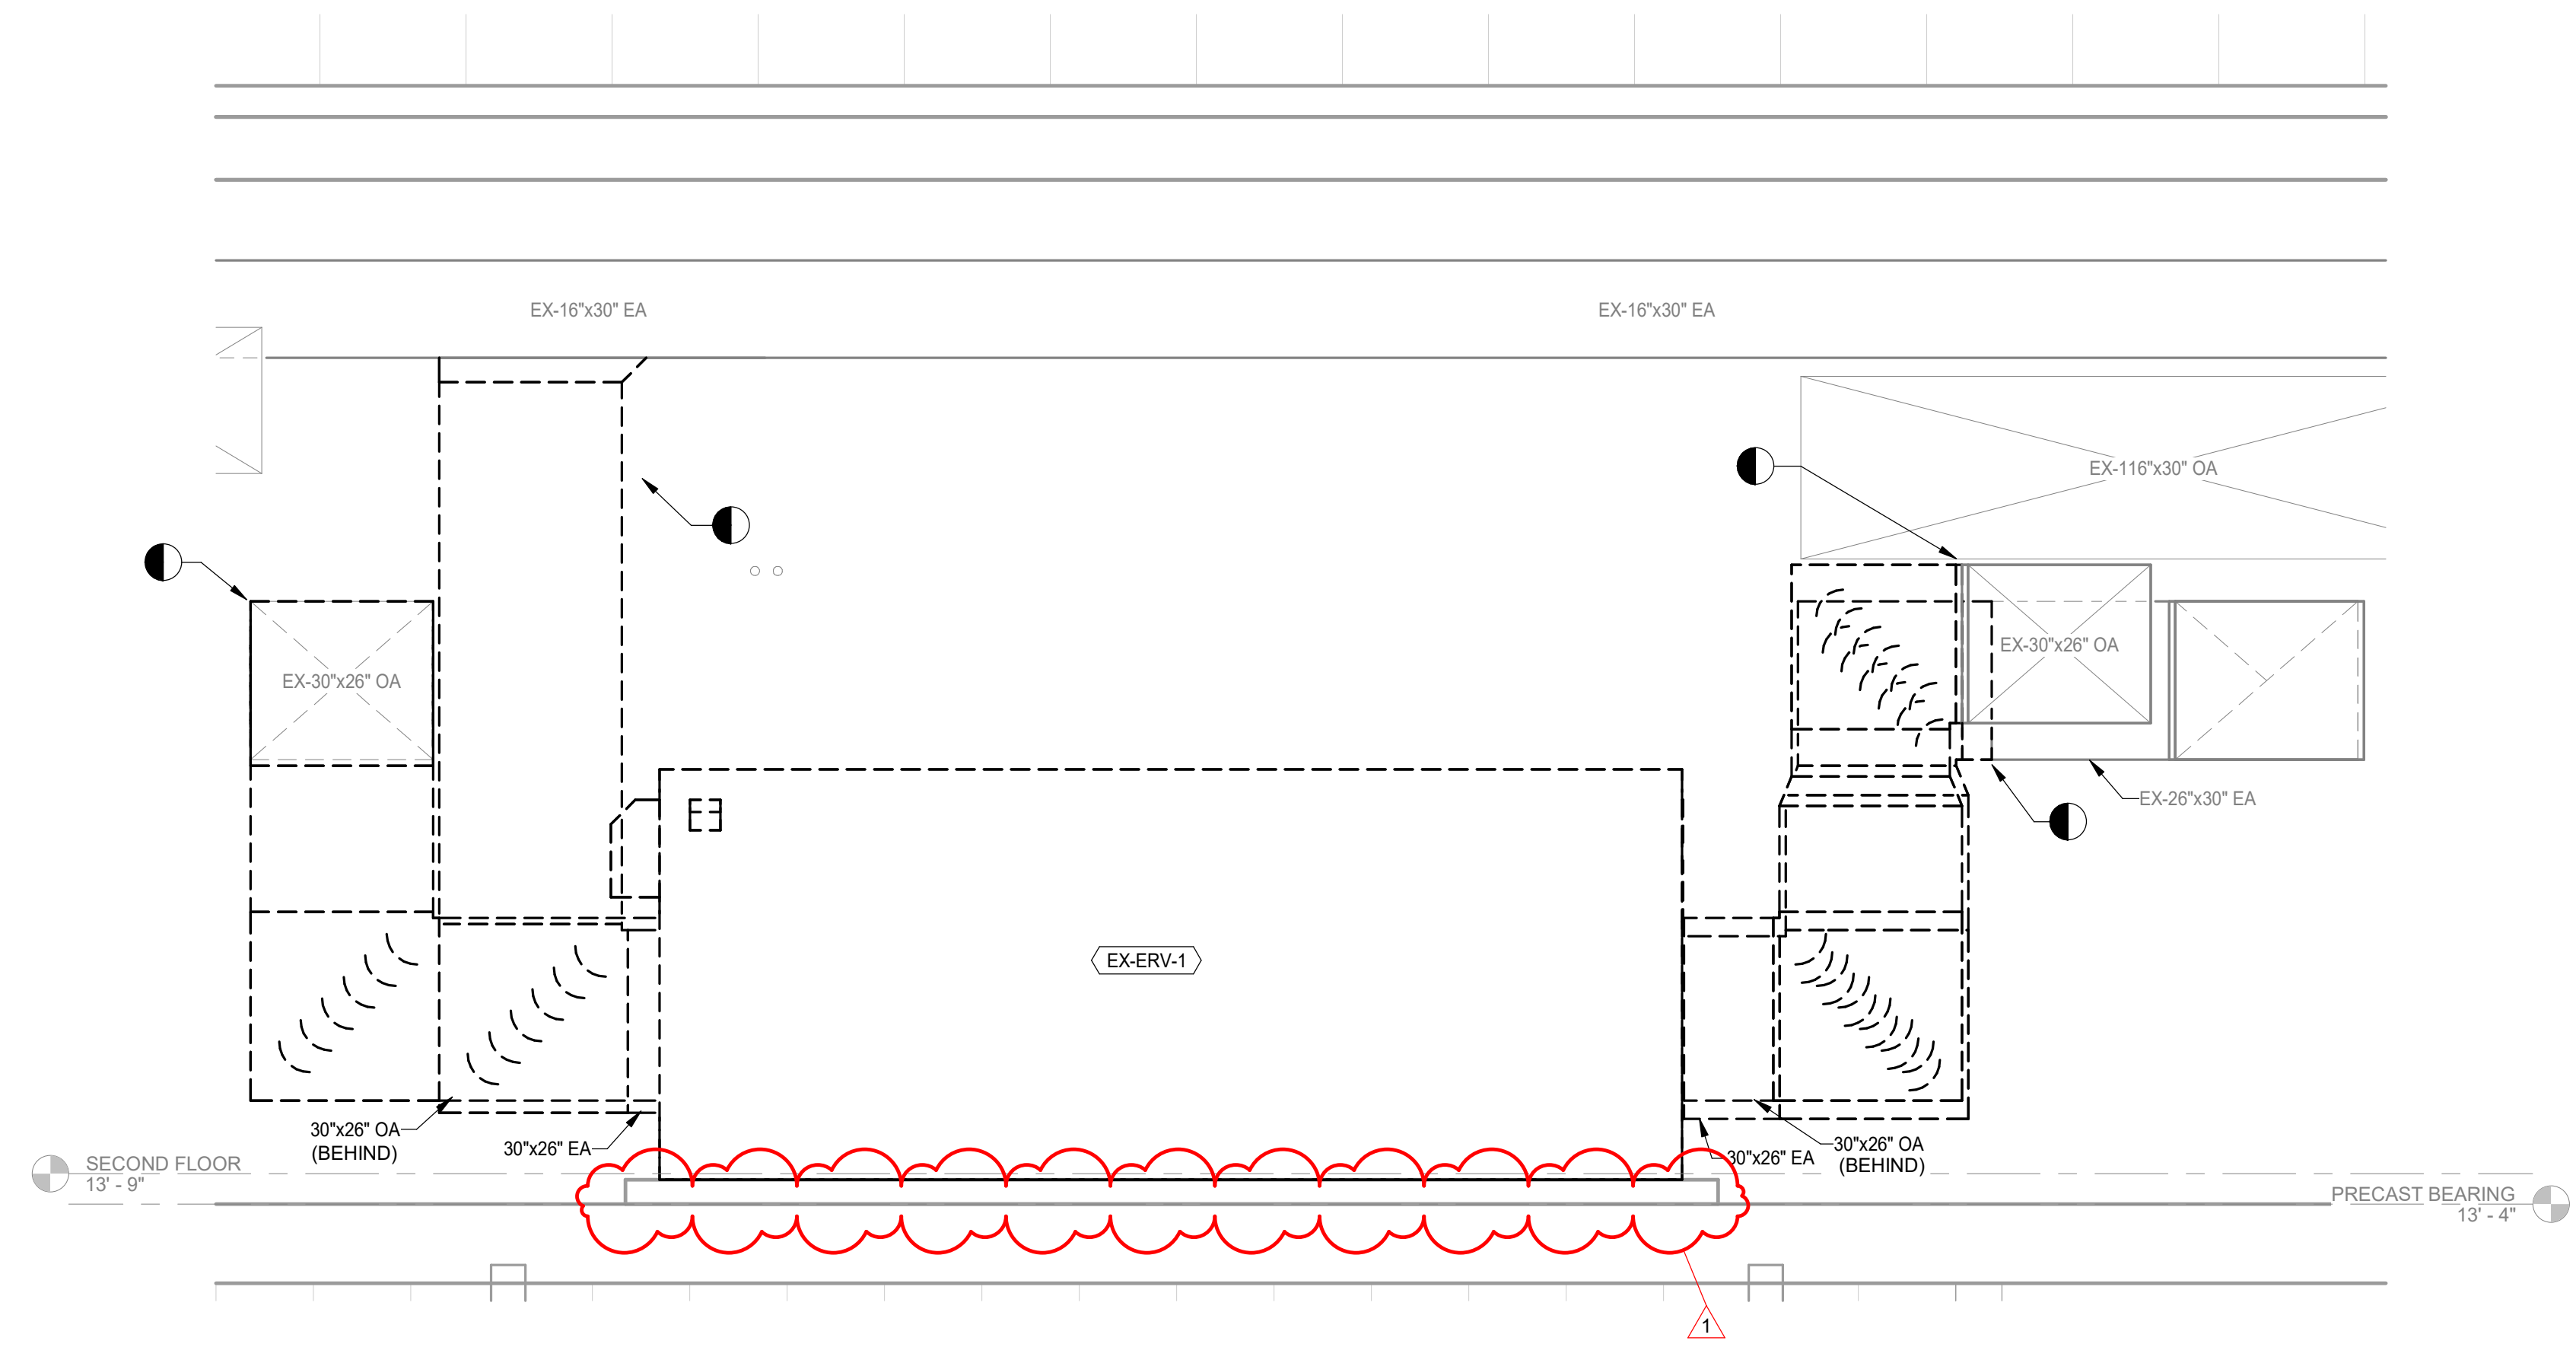 EX-16"x30" EA
EX-16"x30" EA
EX-116"x30" OA
EX-30"x26" OA
EX-30"x26" OA
EX-26"x30" EA
EX-ERV-1
30"x26" OA
(BEHIND)
30"x26" EA
30"x26" EA
30"x26" OA
(BEHIND)
SECOND FLOOR
13' - 9"
PRECAST BEARING
13' - 4"
1